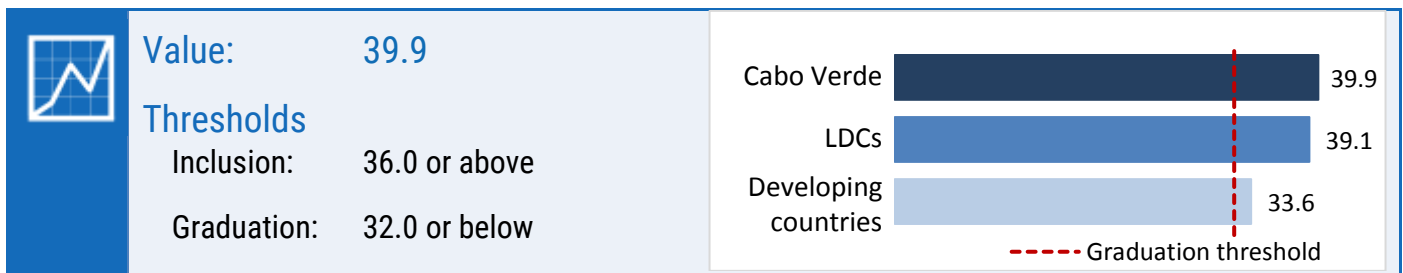 Value: 39.9
Thresholds
Inclusion: 36.0 or above
Graduation: 32.0 or below
Cabo Verde 39.9
LDCs 39.1
Developing
countries 33.6
Graduation threshold